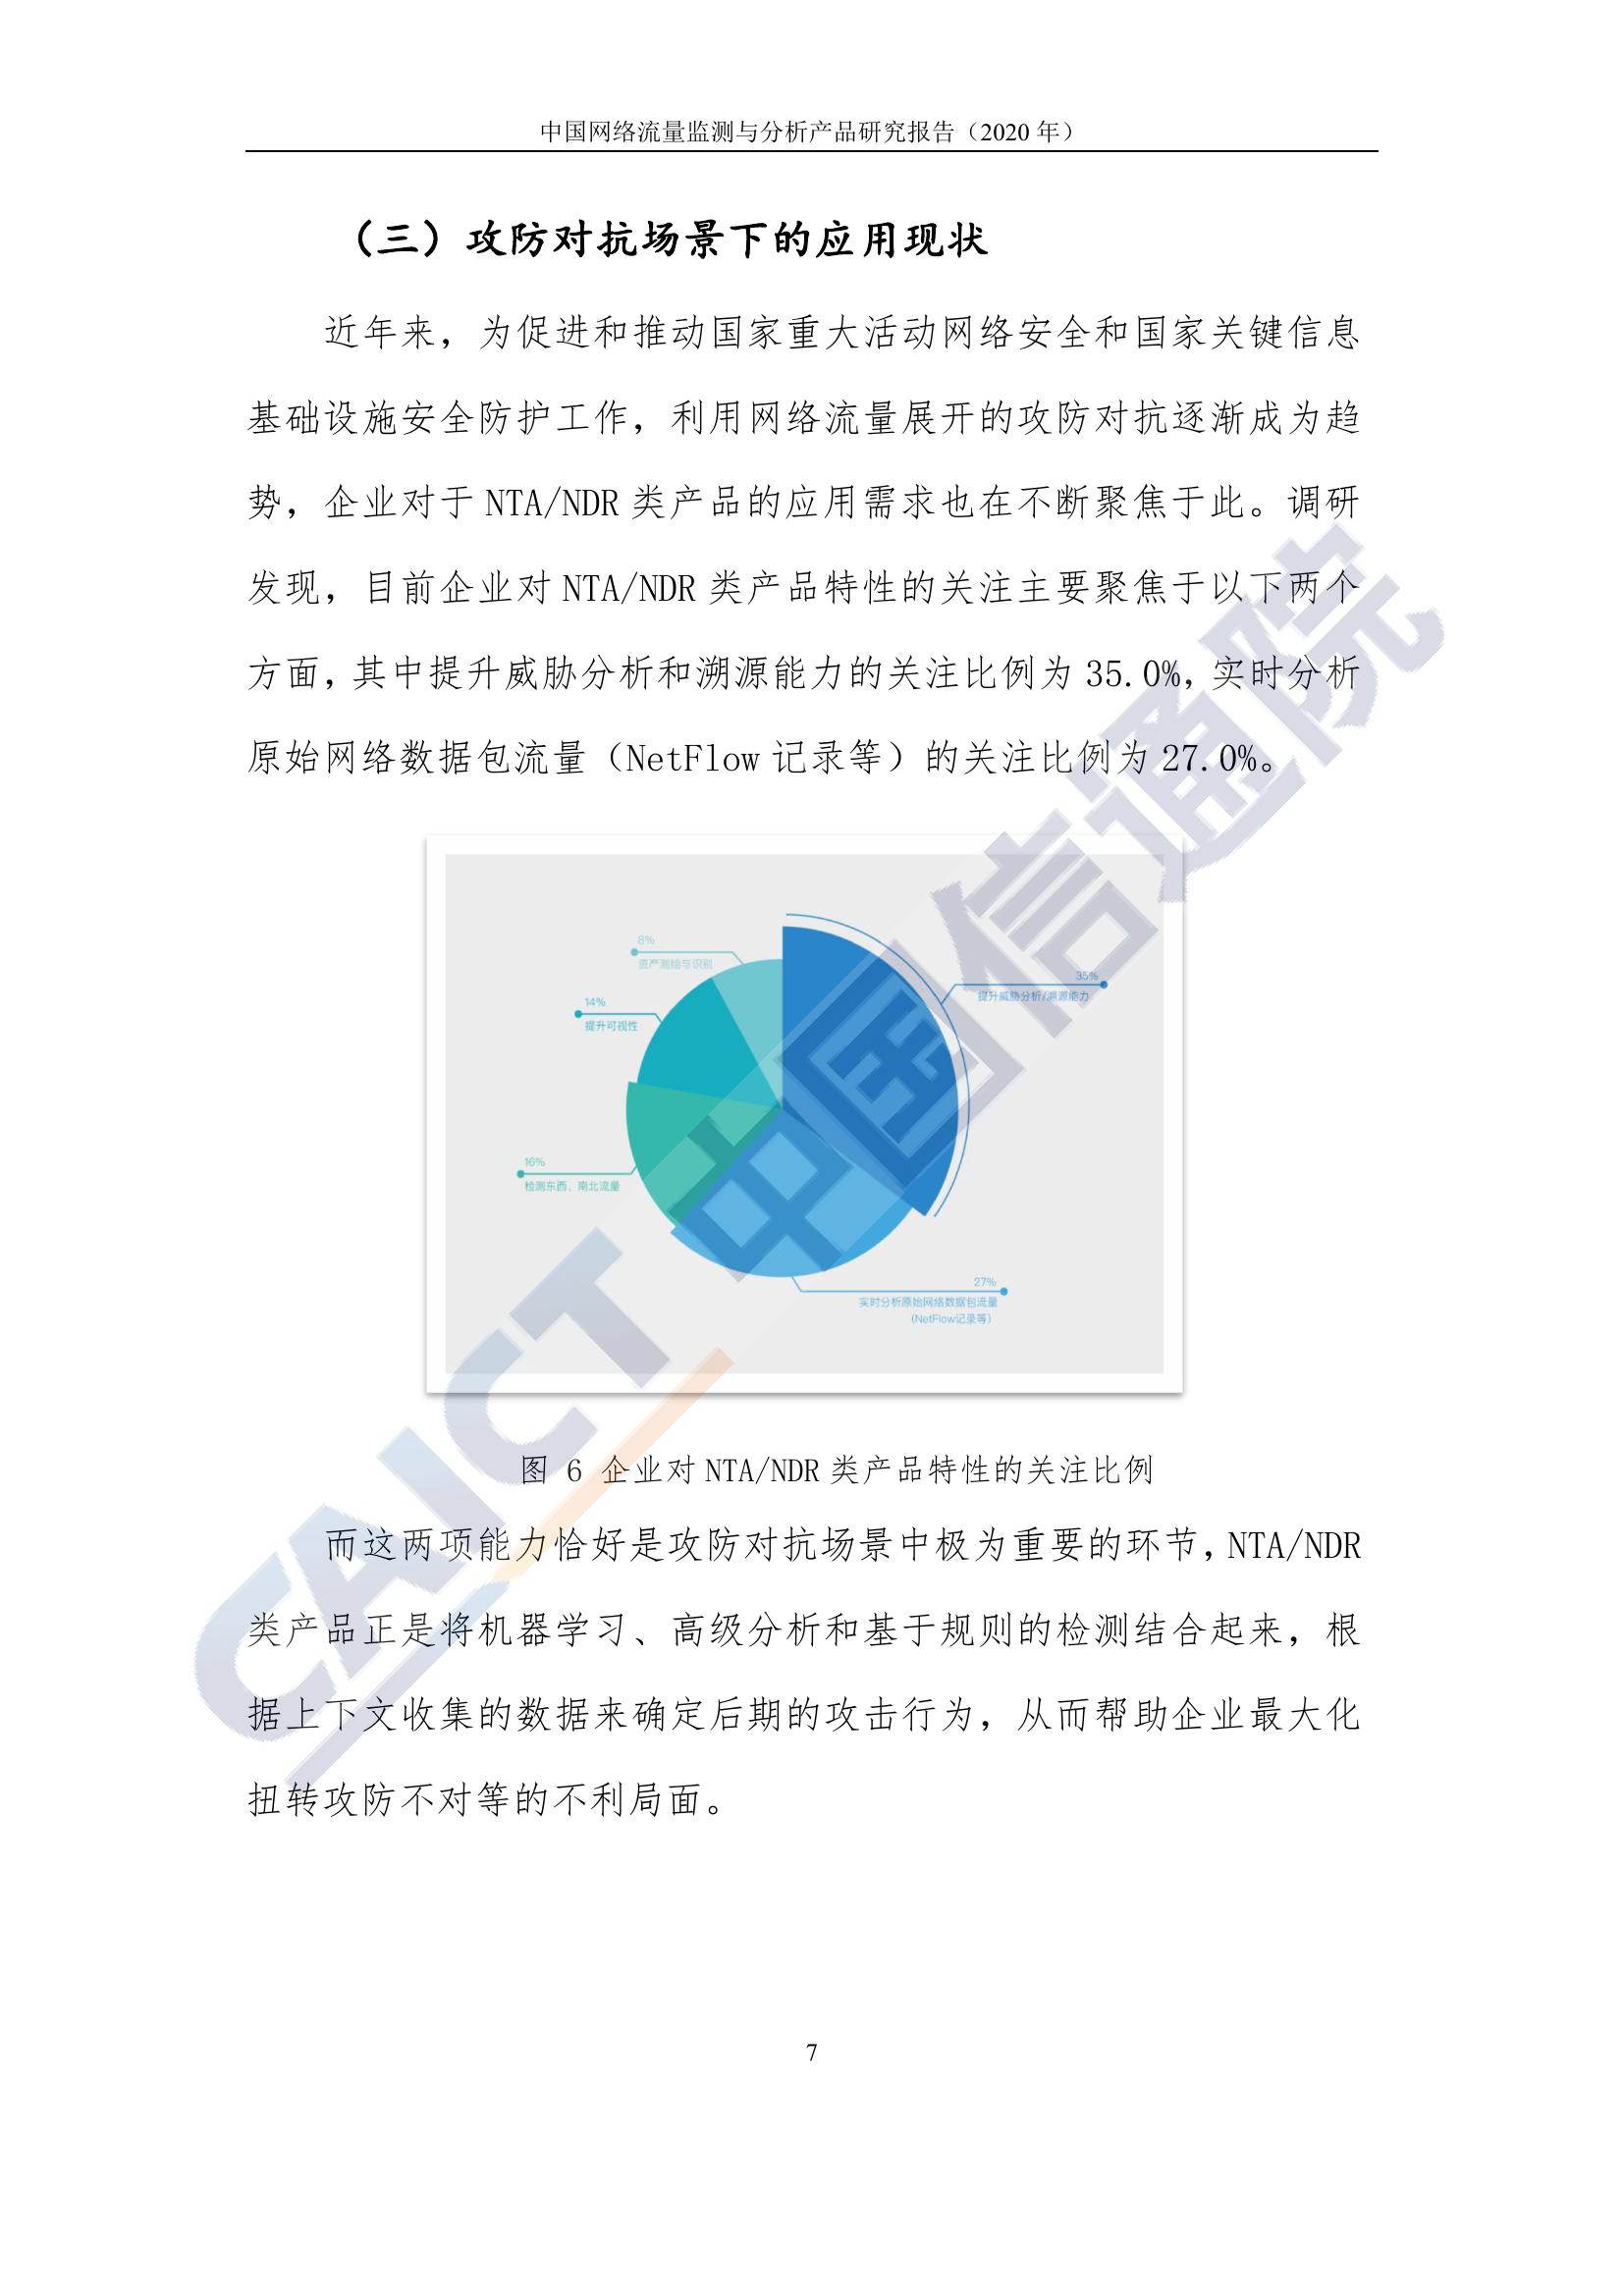 中国网络流量监测与分析产品研究报告（2020 年）
（三）攻防对抗场景下的应用现状
近年来，为促进和推动国家重大活动网络安全和国家关键信息
基础设施安全防护工作，利用网络流量展开的攻防对抗逐渐成为趋
势，企业对于 NTA/NDR 类产品的应用需求也在不断聚焦于此。调研
发现，目前企业对 NTA/NDR 类产品特性的关注主要聚焦于以下两个
方面，其中提升威胁分析和溯源能力的关注比例为 35.0%，实时分析
原始网络数据包流量（NetFlow 记录等）的关注比例为 27.0%。
8%
资产测绘与识别
35%
提升威胁分析/溯源能力
14%
提升可视性
16%
检测东西、南北流量
27%
实时分析原始网络数据包流量
(NetFlow记录等)
图 6 企业对 NTA/NDR 类产品特性的关注比例
而这两项能力恰好是攻防对抗场景中极为重要的环节，NTA/NDR
类产品正是将机器学习、高级分析和基于规则的检测结合起来，根
据上下文收集的数据来确定后期的攻击行为，从而帮助企业最大化
扭转攻防不对等的不利局面。
7
CAICT 中国信通院